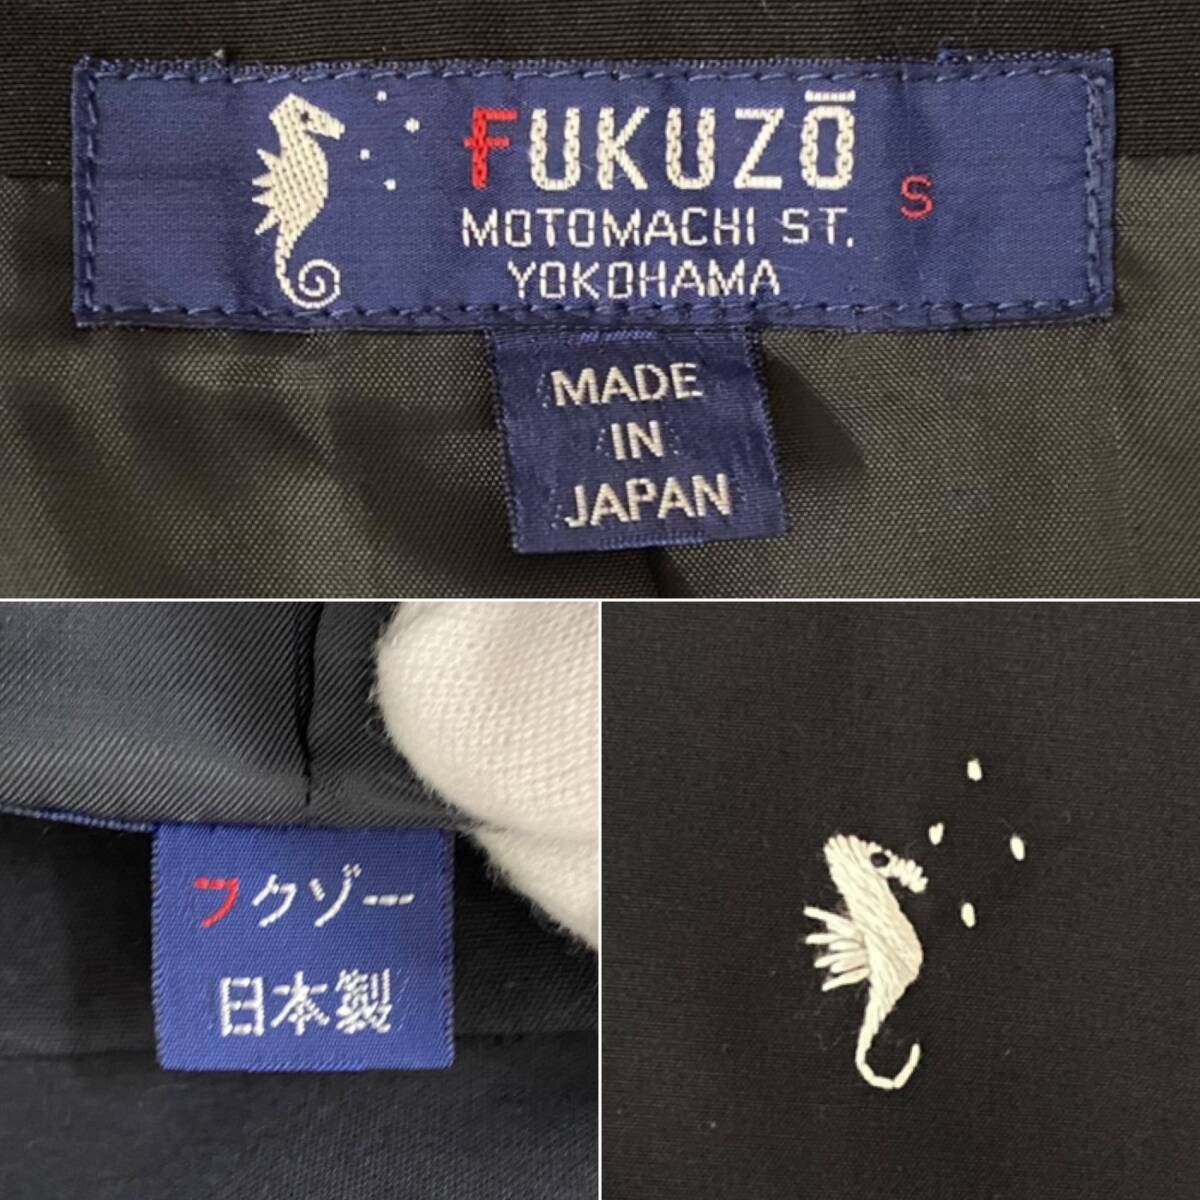 FUKUZŌ
S
MOTOMACHI ST.
YOKOHAMA
MADE
IN
JAPAN
フクゾー
日本製